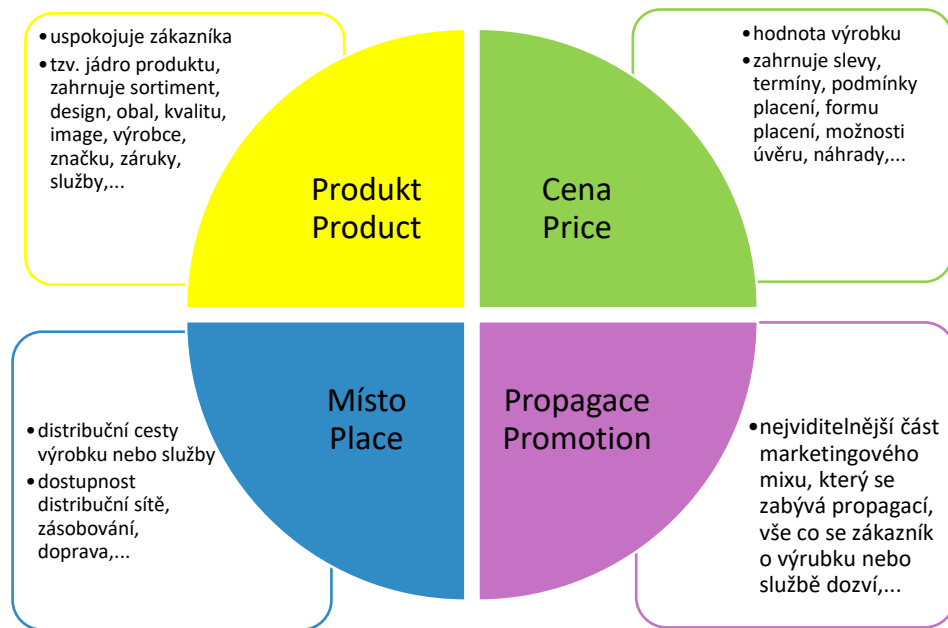 •uspokojuje zákazníka
•tzv. jádro produktu,
zahrnuje sortiment,
design, obal, kvalitu,
image, výrobce,
značku, záruky,
služby,...
Produkt
Product
•hodnota výrobku
•zahrnuje slevy,
termíny, podmínky
placení, formu
placení, možnosti
úvěru, náhrady,...
Cena
Price
•distribuční cesty
výrobku nebo služby
•dostupnost
distribuční sítě,
zásobování,
doprava,...
Místo
Place
Propagace
Promotion
•nejviditelnější část
marketingového
mixu, který se
zabývá propagací,
vše co se zákazník
o výrubku nebo
službě dozví,...